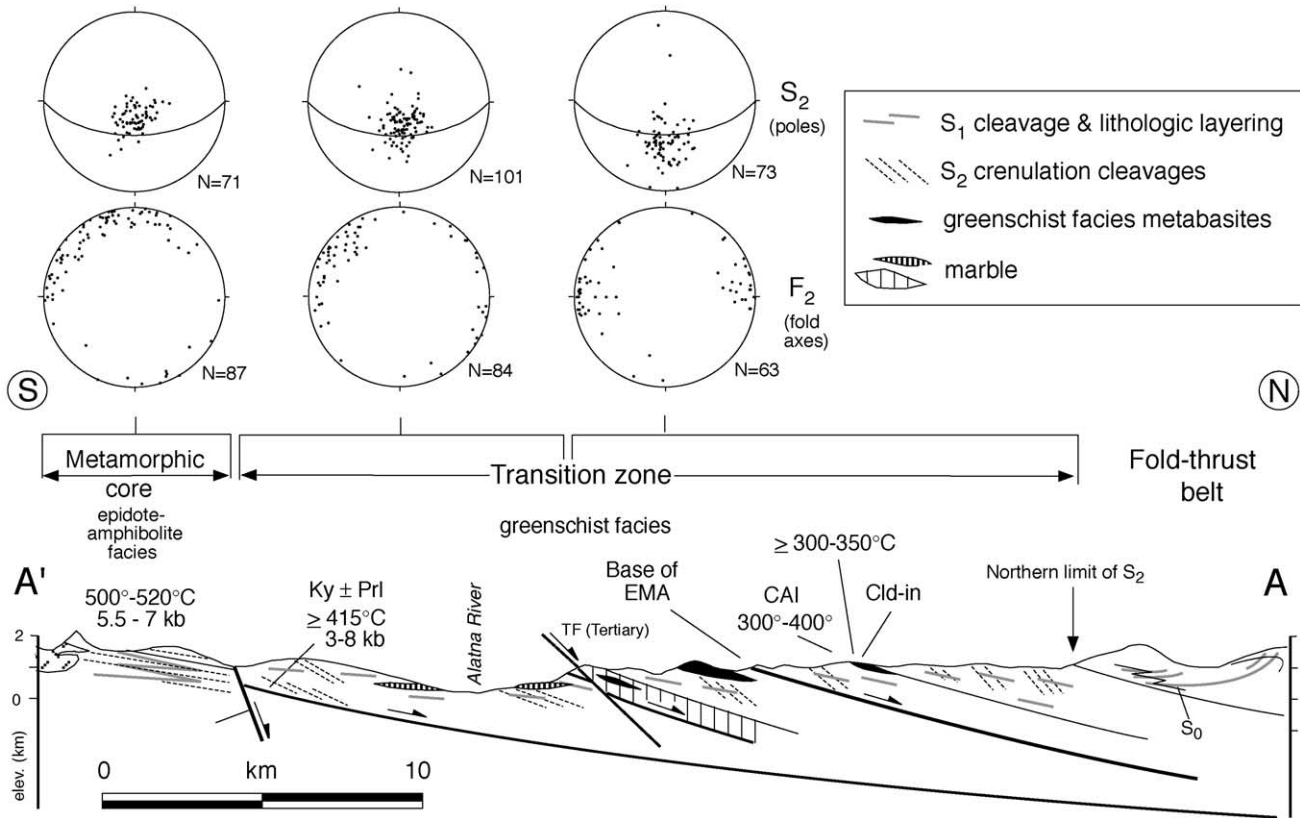 S2
(poles)
N=71
N=101
N=73
F2
(fold
axes)
N=87
N=84
N=63
S1 cleavage & lithologic layering
S2 crenulation cleavages
greenschist facies metabasites
marble
S
N
Metamorphic
core
epidote-
amphibolite
facies
Transition zone
greenschist facies
Fold-thrust
belt
A'
A
500°-520°C
5.5 - 7 kb
Ky ± Prl
≥ 415°C
3-8 kb
Alatna River
TF (Tertiary)
Base of
EMA
CAI
300°-400°
≥ 300-350°C
Cld-in
Northern limit of S2
S0
2
0
elev. (km)
0 km 10